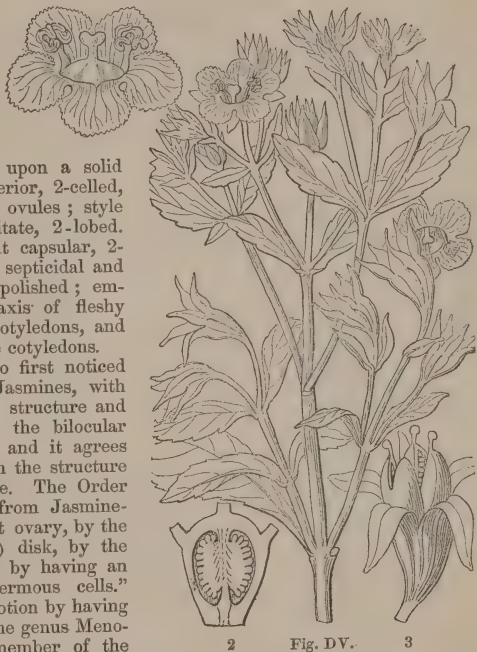 upon a solid
erior, 2-celled,
ovules ; style
itate, 2-lobed.
t capsular, 2-
septicidal and
polished ; em-
axis of fleshy
otyledons, and
cotyledons.
o first noticed
Jasmines, with
structure and
the bilocular
and it agrees
n the structure
e. The Order
from Jasmine-
t ovary, by the
) disk, by the
by having an
ermous cells.”
otion by having
he genus Meno-
member of the
2 Fig. DV. 3